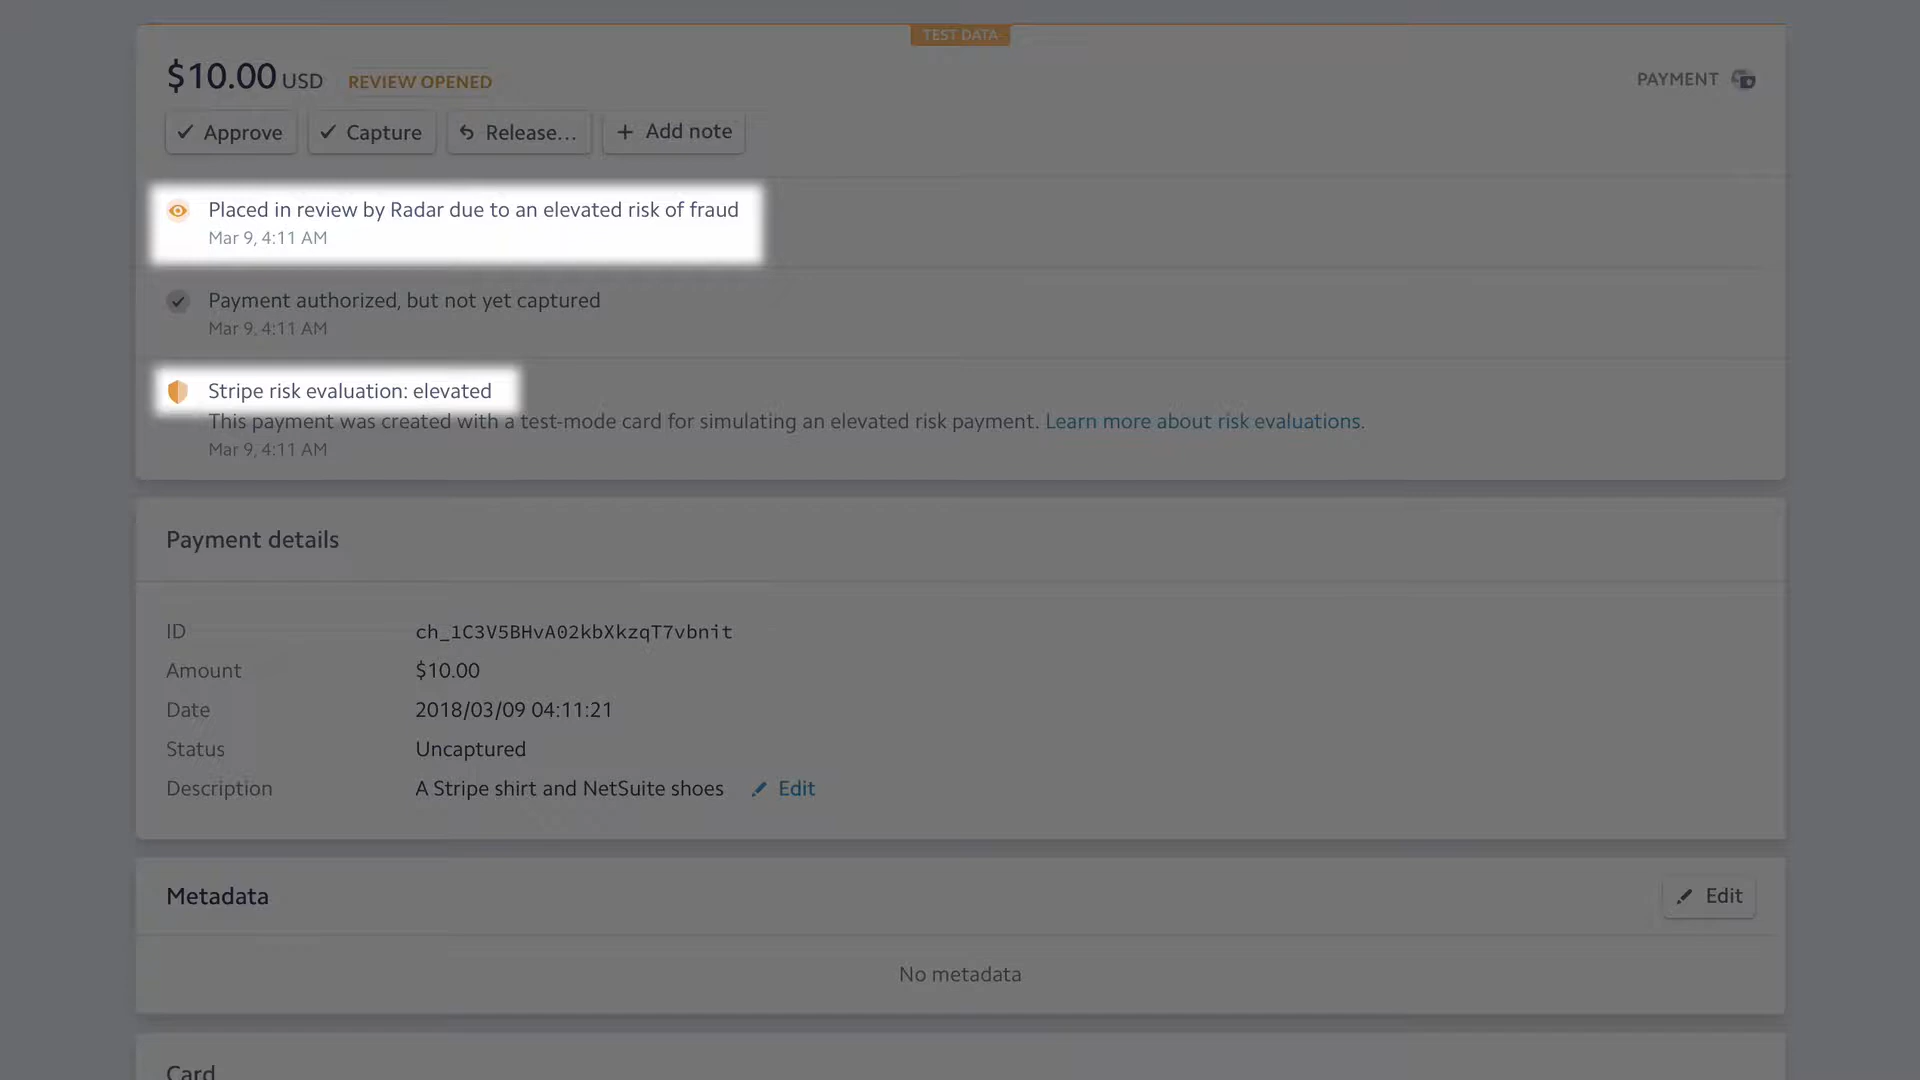 TEST DATA
$10.00 USD REVIEW OPENED
PAYMENT
Approve Capture Release... Add note
Placed in review by Radar due to an elevated risk of fraud
Mar 9, 4:11 AM
Payment authorized, but not yet captured
Mar 9, 4:11 AM
Stripe risk evaluation: elevated
This payment was created with a test-mode card for simulating an elevated risk payment. Learn more about risk evaluations.
Mar 9, 4:11 AM
Payment details
ID ch_1C3V5BHvA02kbXkzqT7vbnit
Amount $10.00
Date 2018/03/09 04:11:21
Status Uncaptured
Description A Stripe shirt and NetSuite shoes Edit
Metadata Edit
No metadata
Card